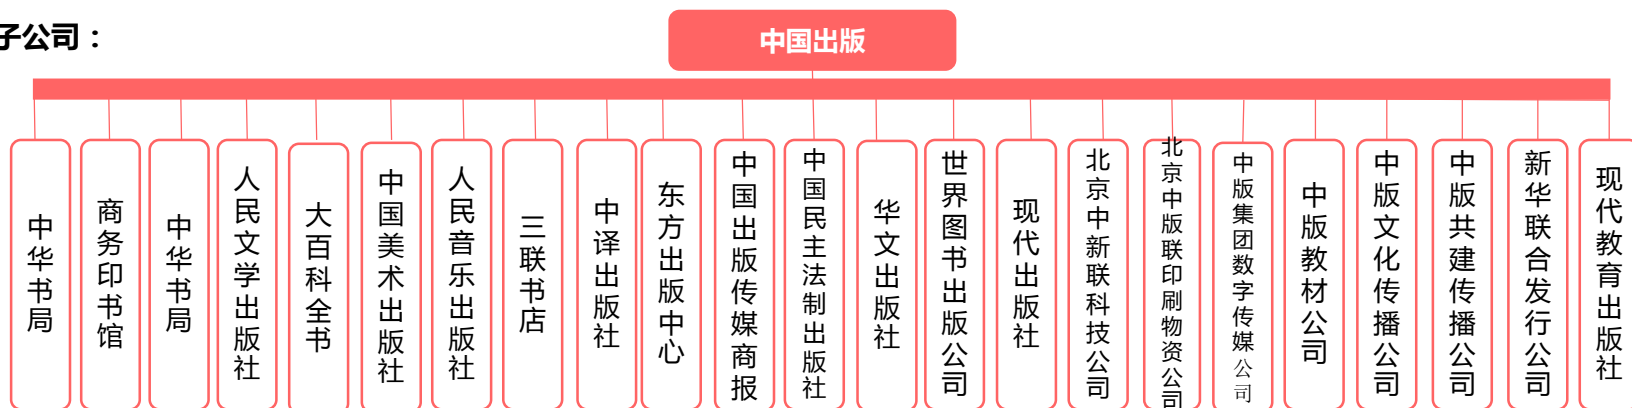 子公司：
中国出版
中华书局
商务印书馆
中华书局
人民文学出版社
大百科全书
中国美术出版社
人民音乐出版社
三联书店
中译出版社
东方出版中心
中国出版传媒商报
中国民主法制出版社
华文出版社
世界图书出版公司
现代出版社
北京中新联科技公司
北京中版联印刷物资公司
中版集团数字传媒公司
中版教材公司
中版文化传播公司
中版共建传播公司
新华联合发行公司
现代教育出版社